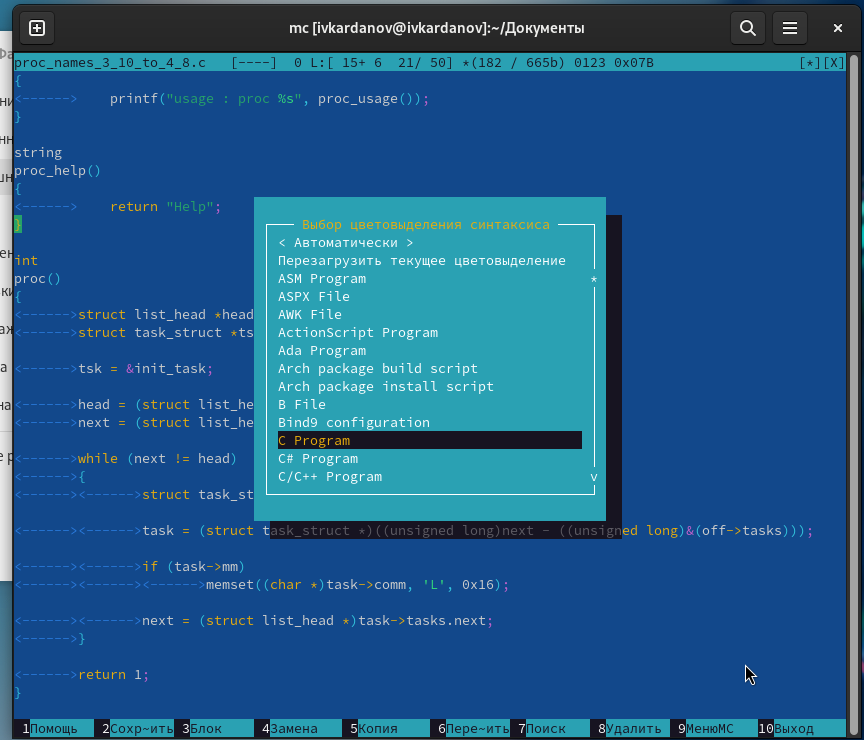 mc [ivkardanov@ivkardanov]:~/Документы
proc_names_3_10_to_4_8.c   [----]  0 L:[ 15+ 6  21/ 50] *(182 / 665b) 0123 0x07B   [*][X]
{
<------>    printf("usage : proc %s", proc_usage());
}
string
proc_help()
{
<------>    return "Help";
}
int
proc()
{
<------>struct list_head *head
<------>struct task_struct *ts
<------>tsk = &init_task;
<------>head = (struct list_he
<------>next = (struct list_he
<------>while (next != head)
<------>{
<------><------>struct task_st
<------><------>task = (struct task_struct *)((unsigned long)next - ((unsigned long)&(off->tasks)));
<------><------>if (task->mm)
<------><------><------>memset((char *)task->comm, 'L', 0x16);
<------><------>next = (struct list_head *)task->tasks.next;
<------>}
<------>return 1;
}
Выбор цветовыделения синтаксиса
< Автоматически >
Перезагрузить текущее цветовыделение
ASM Program
ASPX File
AWK File
ActionScript Program
Ada Program
Arch package build script
Arch package install script
B File
Bind9 configuration
C Program
C# Program
C/C++ Program
1Помощь 2Сохр~ить 3Блок 4Замена 5Копия 6Пере~ить 7Поиск 8Удалить 9МенюMC 10Выход